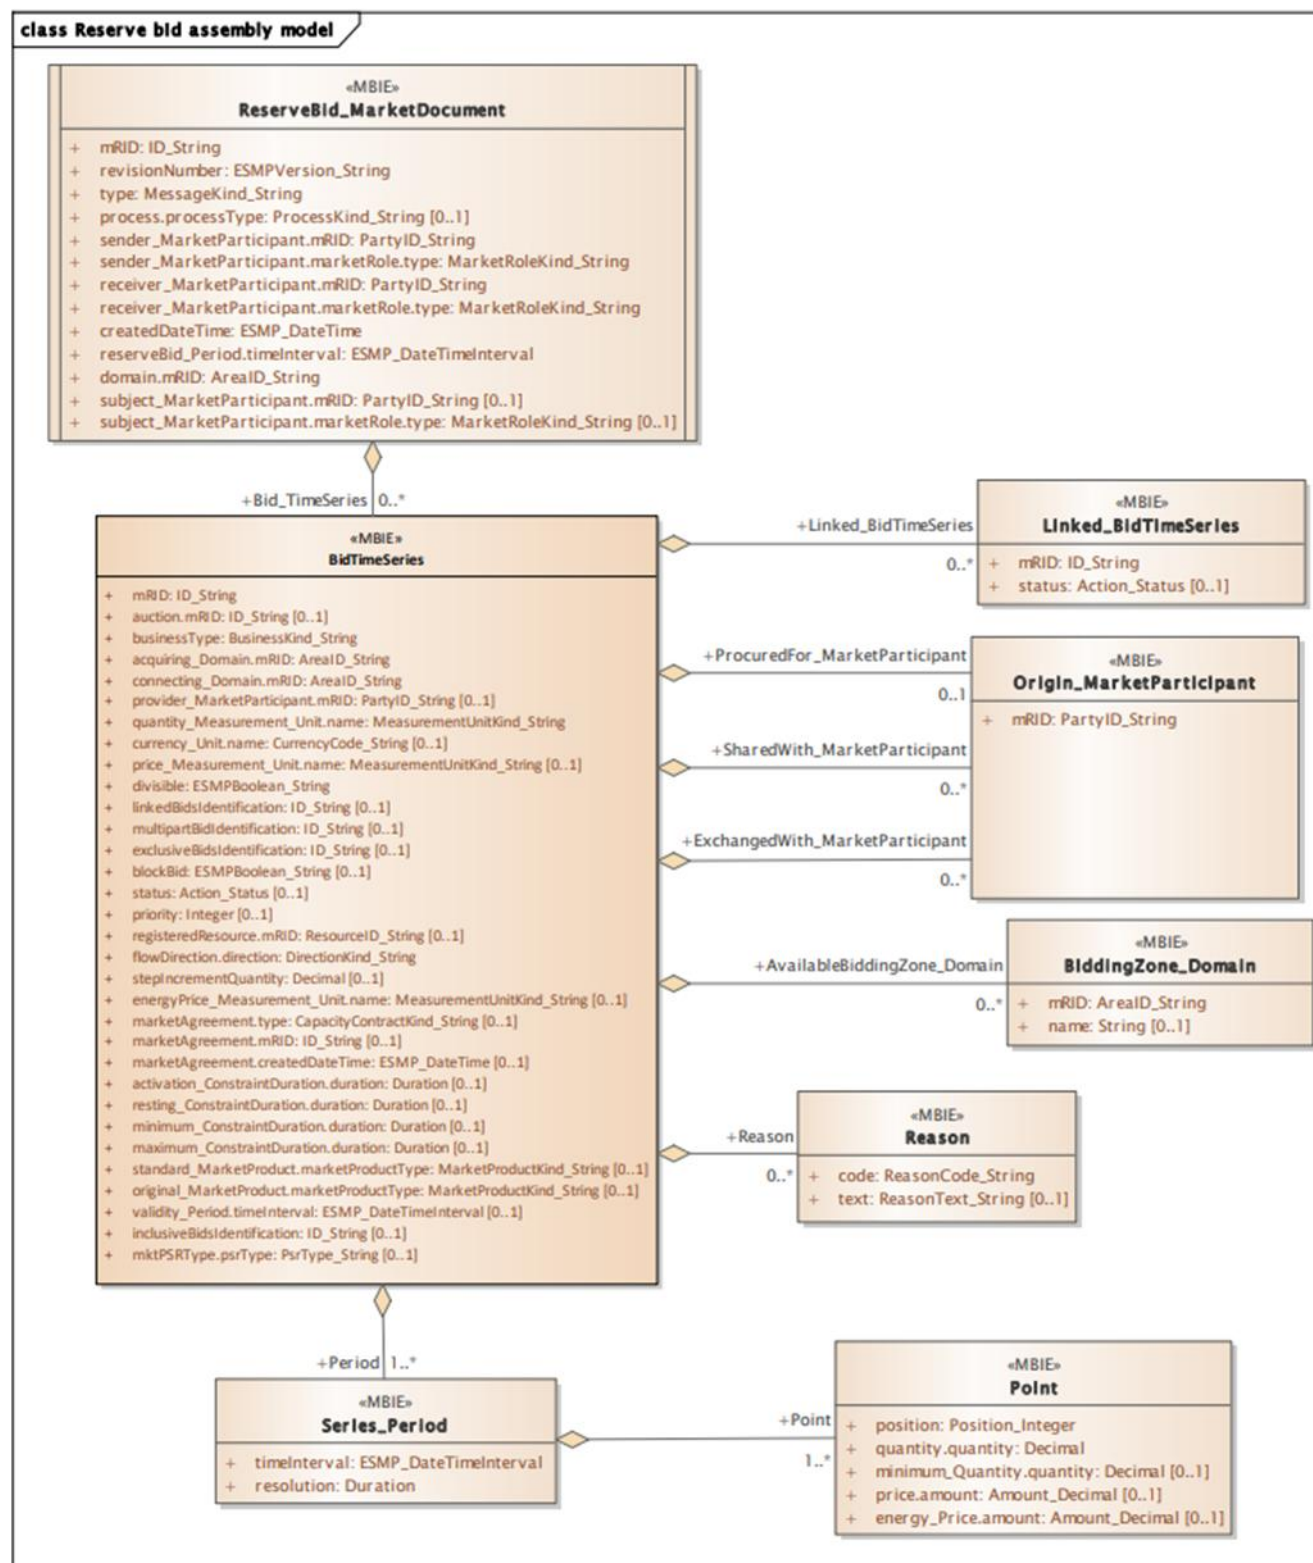 class Reserve bid assembly model
«MBIE»
ReserveBid_MarketDocument
+ mRID: ID_String
+ revisionNumber: ESMPVersion_String
+ type: MessageKind_String
+ process.processType: ProcessKind_String [0..1]
+ sender_MarketParticipant.mRID: PartyID_String
+ sender_MarketParticipant.marketRole.type: MarketRoleKind_String
+ receiver_MarketParticipant.mRID: PartyID_String
+ receiver_MarketParticipant.marketRole.type: MarketRoleKind_String
+ createdDateTime: ESMP_DateTime
+ reserveBid_Period.timeInterval: ESMP_DateTimeInterval
+ domain.mRID: AreaID_String
+ subject_MarketParticipant.mRID: PartyID_String [0..1]
+ subject_MarketParticipant.marketRole.type: MarketRoleKind_String [0..1]
+Bid_TimeSeries 0..*
«MBIE»
BidTimeSeries
+ mRID: ID_String
+ auction.mRID: ID_String [0..1]
+ businessType: BusinessKind_String
+ acquiring_Domain.mRID: AreaID_String
+ connecting_Domain.mRID: AreaID_String
+ provider_MarketParticipant.mRID: PartyID_String [0..1]
+ quantity_Measurement_Unit.name: MeasurementUnitKind_String
+ currency_Unit.name: CurrencyCode_String [0..1]
+ price_Measurement_Unit.name: MeasurementUnitKind_String [0..1]
+ divisible: ESMPBoolean_String
+ linkedBidsIdentification: ID_String [0..1]
+ multipartBidIdentification: ID_String [0..1]
+ exclusiveBidsIdentification: ID_String [0..1]
+ blockBid: ESMPBoolean_String [0..1]
+ status: Action_Status [0..1]
+ priority: Integer [0..1]
+ registeredResource.mRID: ResourceID_String [0..1]
+ flowDirection.direction: DirectionKind_String
+ stepIncrementQuantity: Decimal [0..1]
+ energyPrice_Measurement_Unit.name: MeasurementUnitKind_String [0..1]
+ marketAgreement.type: CapacityContractKind_String [0..1]
+ marketAgreement.mRID: ID_String [0..1]
+ marketAgreement.createdDateTime: ESMP_DateTime [0..1]
+ activation_ConstraintDuration.duration: Duration [0..1]
+ resting_ConstraintDuration.duration: Duration [0..1]
+ minimum_ConstraintDuration.duration: Duration [0..1]
+ maximum_ConstraintDuration.duration: Duration [0..1]
+ standard_MarketProduct.marketProductType: MarketProductKind_String [0..1]
+ original_MarketProduct.marketProductType: MarketProductKind_String [0..1]
+ validity_Period.timeInterval: ESMP_DateTimeInterval [0..1]
+ inclusiveBidsIdentification: ID_String [0..1]
+ mktPSRType.psrType: PsrType_String [0..1]
+Linked_BidTimeSeries
0..*
«MBIE»
Linked_BidTimeSeries
+ mRID: ID_String
+ status: Action_Status [0..1]
+ProcuredFor_MarketParticipant
0..1
+SharedWith_MarketParticipant
0..*
+ExchangedWith_MarketParticipant
0..*
«MBIE»
Origin_MarketParticipant
+ mRID: PartyID_String
+AvailableBiddingZone_Domain
0..*
«MBIE»
BiddingZone_Domain
+ mRID: AreaID_String
+ name: String [0..1]
+Reason
0..*
«MBIE»
Reason
+ code: ReasonCode_String
+ text: ReasonText_String [0..1]
+Period 1..*
«MBIE»
Series_Period
+ timeInterval: ESMP_DateTimeInterval
+ resolution: Duration
+Point
1..*
«MBIE»
Point
+ position: Position_Integer
+ quantity.quantity: Decimal
+ minimum_Quantity.quantity: Decimal [0..1]
+ price.amount: Amount_Decimal [0..1]
+ energy_Price.amount: Amount_Decimal [0..1]